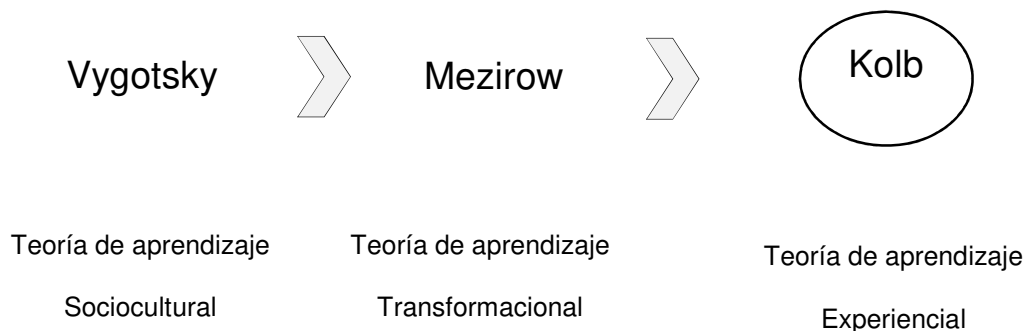 Vygotsky
Mezirow
Kolb
Teoría de aprendizaje
Sociocultural
Teoría de aprendizaje
Transformacional
Teoría de aprendizaje
Experiencial